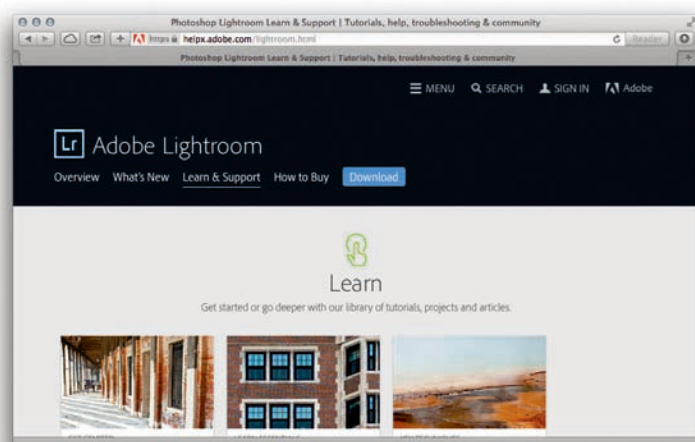 Photoshop Lightroom Learn & Support | Tutorials, help, troubleshooting & community
https helpx.adobe.com/lightroom.html Reader
Photoshop Lightroom Learn & Support | Tutorials, help, troubleshooting & community
MENU SEARCH SIGN IN Adobe
Lr Adobe Lightroom
Overview What's New Learn & Support How to Buy Download
Learn
Get started or go deeper with our library of tutorials, projects and articles.